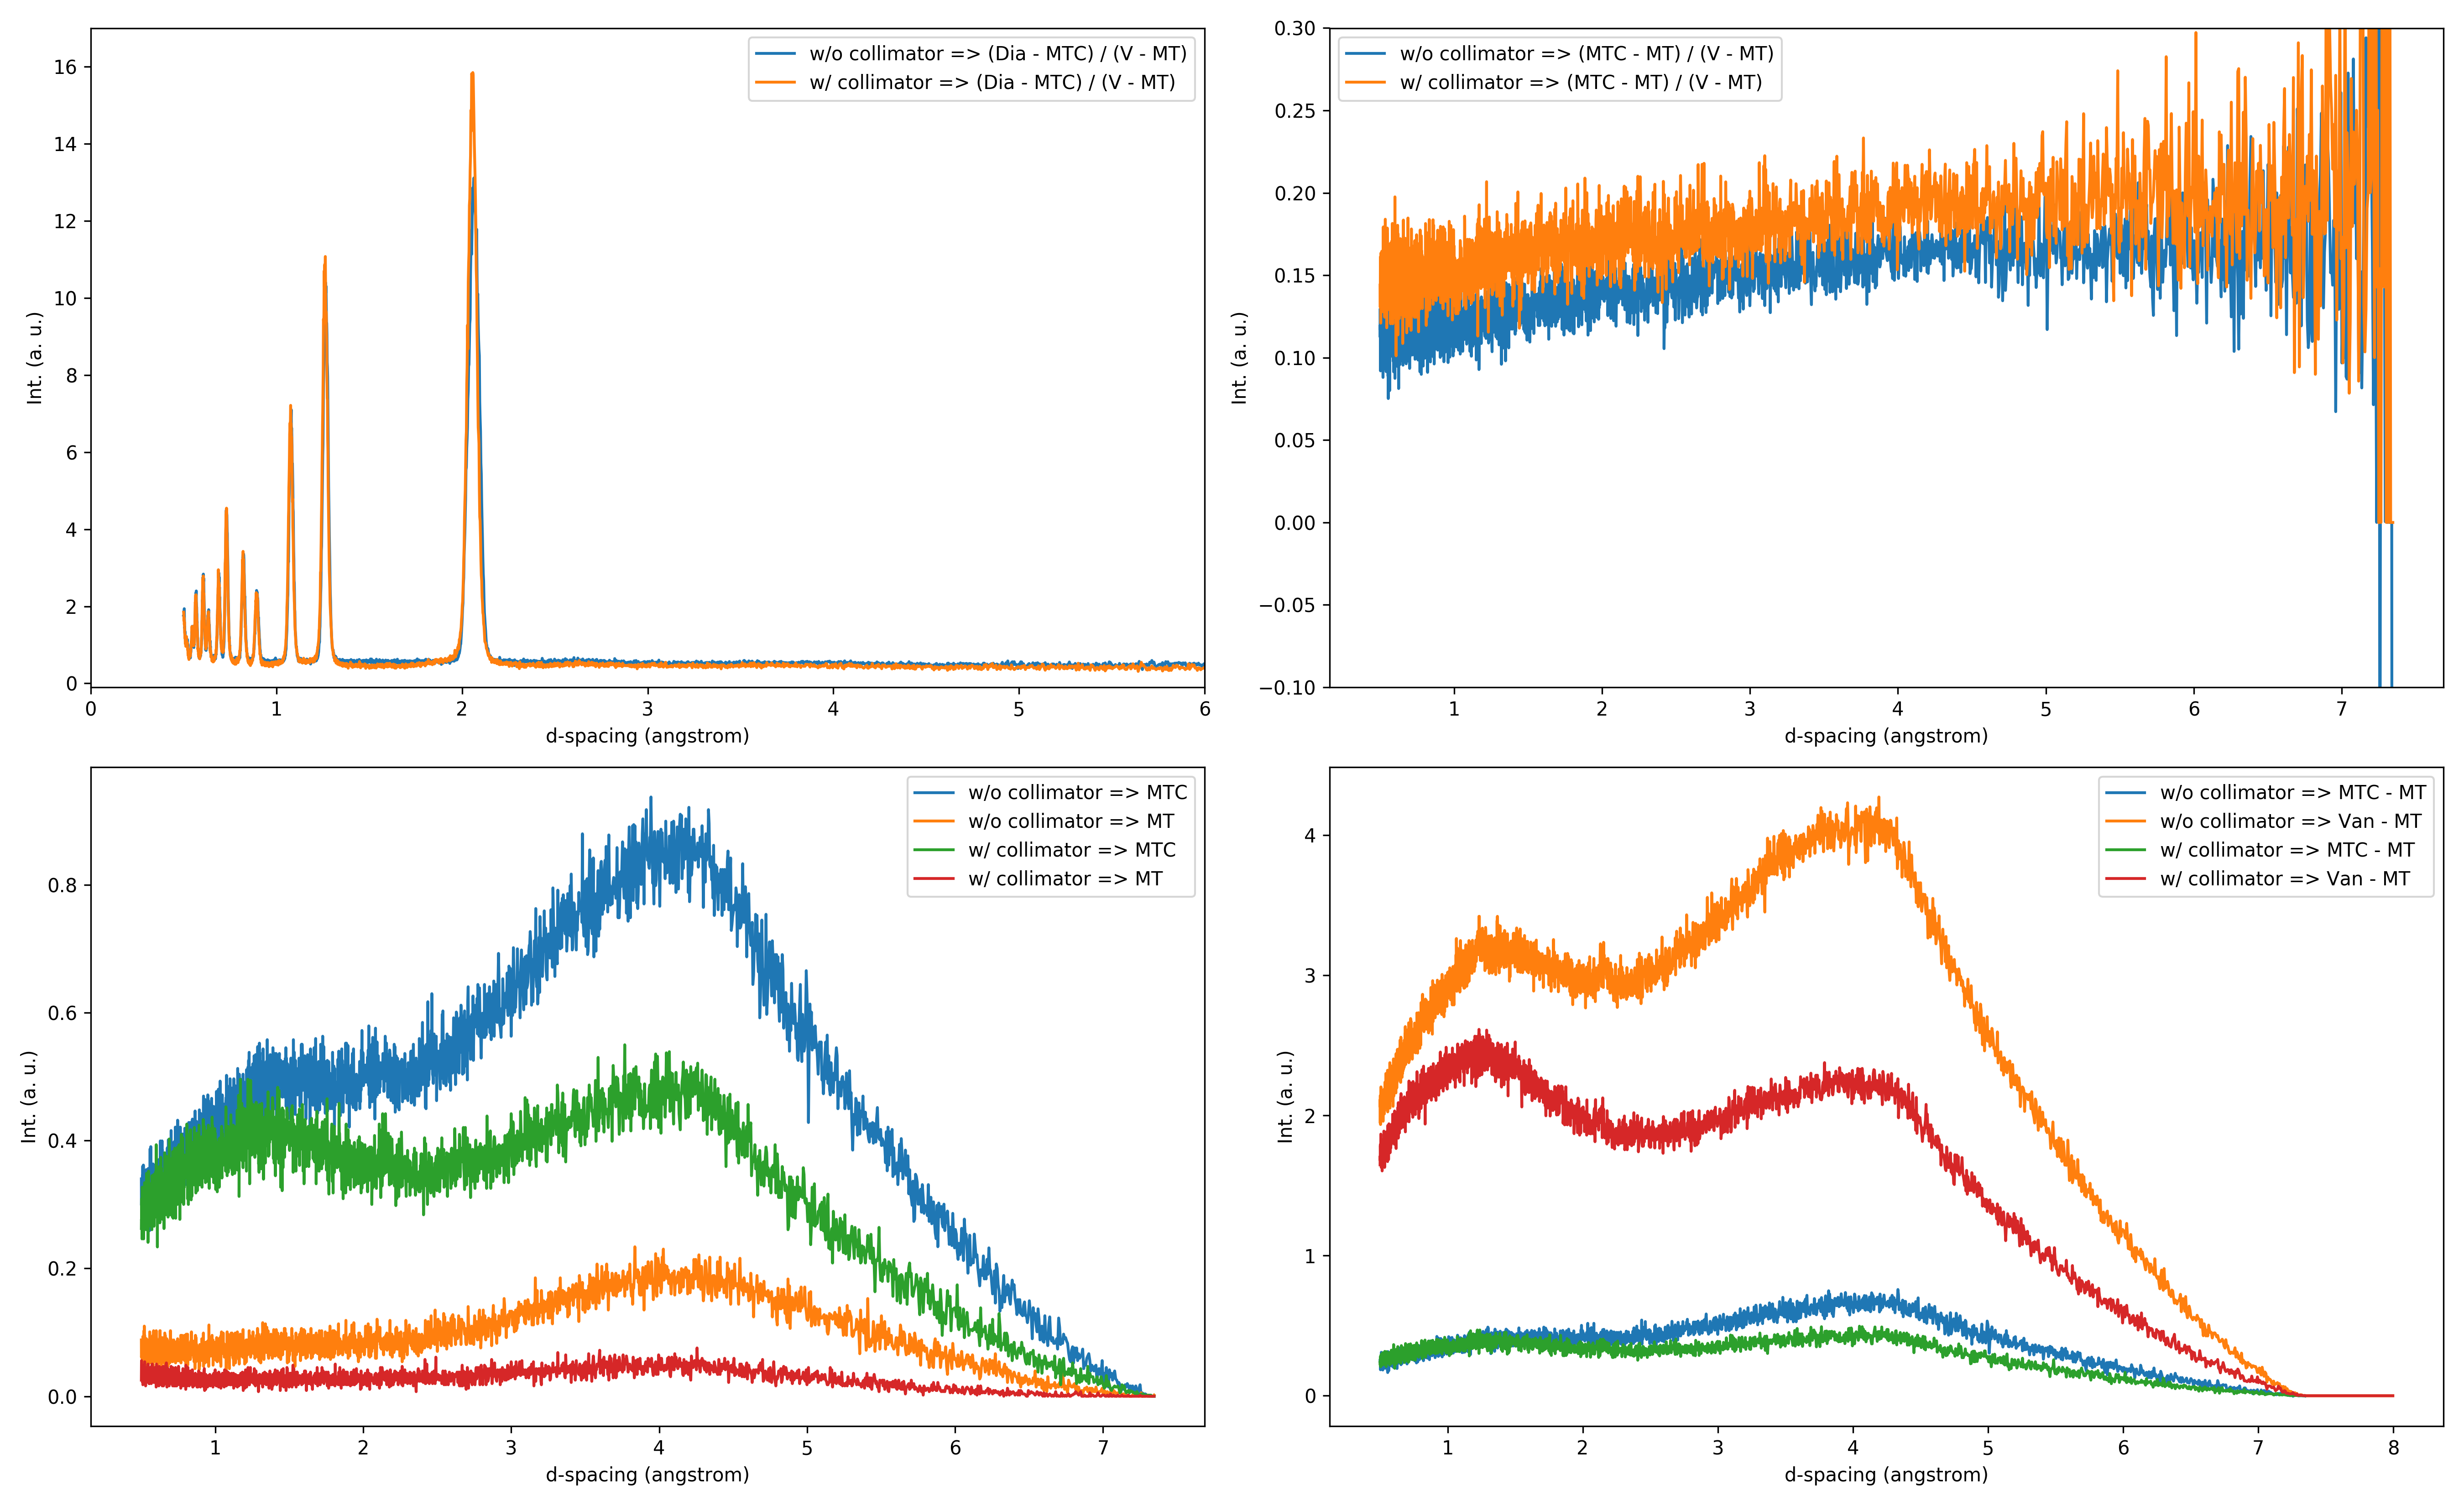 w/o collimator => (Dia - MTC) / (V - MT)
w/ collimator => (Dia - MTC) / (V - MT)
16
14
12
10
8
6
4
2
0
Int. (a. u.)
0 1 2 3 4 5 6
d-spacing (angstrom)
w/o collimator => (MTC - MT) / (V - MT)
w/ collimator => (MTC - MT) / (V - MT)
0.30
0.25
0.20
0.15
0.10
0.05
0.00
−0.05
−0.10
Int. (a. u.)
1 2 3 4 5 6 7
d-spacing (angstrom)
w/o collimator => MTC
w/o collimator => MT
w/ collimator => MTC
w/ collimator => MT
0.8
0.6
0.4
0.2
0.0
Int. (a. u.)
1 2 3 4 5 6 7
d-spacing (angstrom)
w/o collimator => MTC - MT
w/o collimator => Van - MT
w/ collimator => MTC - MT
w/ collimator => Van - MT
4
3
2
1
0
Int. (a. u.)
1 2 3 4 5 6 7 8
d-spacing (angstrom)